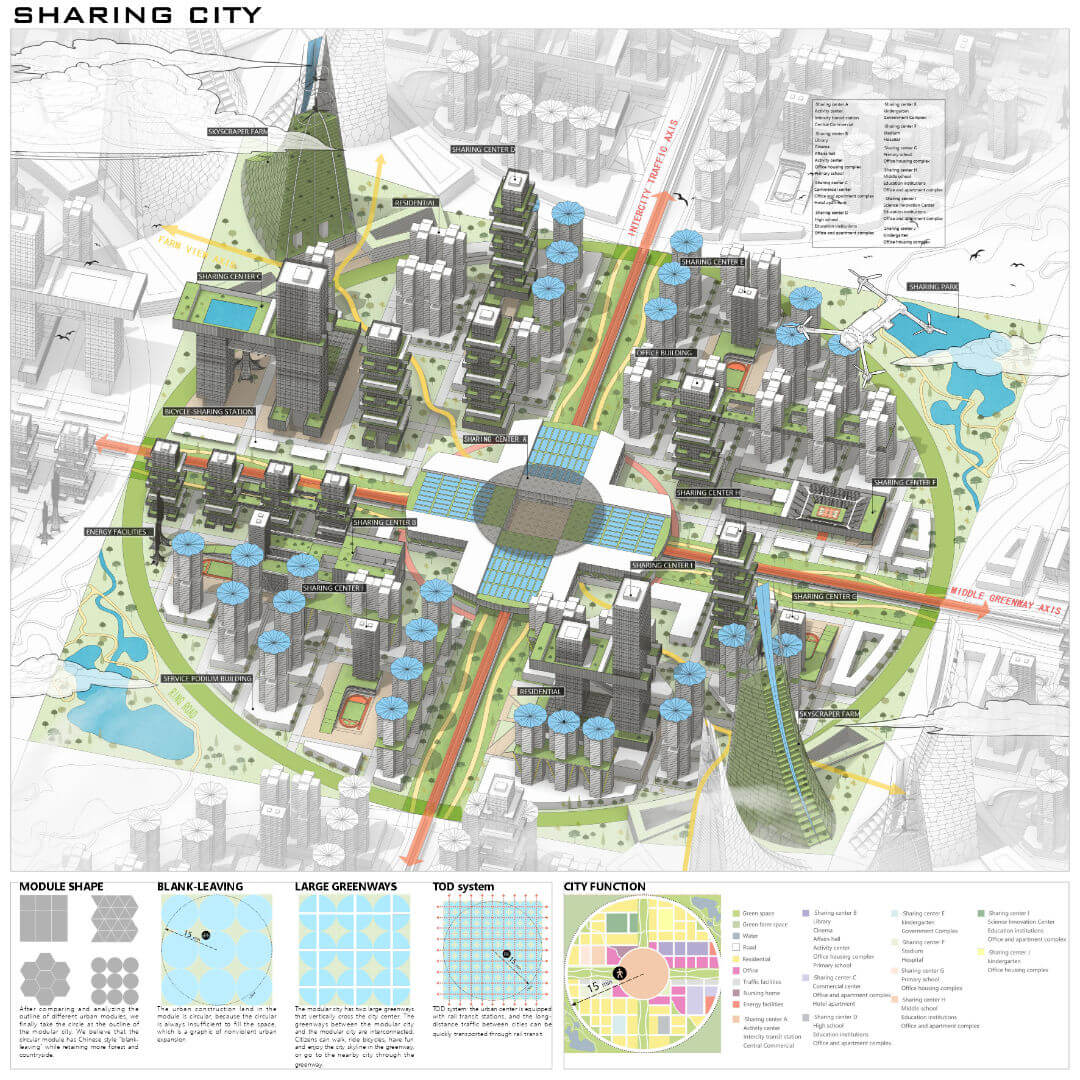 SHARING CITY
SKYSCRAPER FARM
SHARING CENTER D
RESIDENTIAL
INTERCITY TRAFFIC AXIS
Sharing center A
Activity center
Intercity transit station
Central Commercial
Sharing center B
Library
Cinema
Affairs hall
Activity center
Office housing complex
Primary school
Sharing center C
Commercial center
Office and apartment complex
Hotel apartment
Sharing center D
High school
Education institutions
Office and apartment complex
Sharing center E
Kindergarten
Government Complex
Sharing center F
Stadium
Hospital
Sharing center G
Primary school
Office housing complex
Sharing center H
Middle school
Education institutions
Office and apartment complex
Sharing center I
Science Innovation Center
Education institutions
Office and apartment complex
Sharing center J
Kindergarten
Office housing complex
FARM VIEW
SHARING CENTER C
SHARING CENTER E
SHARING PARK
OFFICE BUILDING
BICYCLE-SHARING STATION
SHARING CENTER A
SHARING CENTER F
SHARING CENTER H
ENERGY FACILITIES
SHARING CENTER B
SHARING CENTER I
SHARING CENTER J
SHARING CENTER G
MIDDLE GREENWAY AXIS
SERVICE PODIUM BUILDING
RING ROAD
RESIDENTIAL
SKYSCRAPER FARM
MODULE SHAPE
After comparing and analyzing the
outline of different urban modules, we
finally take the circle as the outline of
the modular city. We believe that the
circular module has Chinese style "blank-
leaving" while retaining more forest and
countryside.
BLANK-LEAVING
15 min
The urban construction land in the
module is circular, because the circular
is always insufficient to fill the space,
which is a graphic of non-violent urban
expansion.
LARGE GREENWAYS
The modular city has two large greenways
that vertically cross the city center. The
greenways between the modular city
and the modular city are interconnected.
Citizens can walk, ride bicycles, have fun
and enjoy the city skyline in the greenway,
or go to the nearby city through the
greenway.
TOD system
15 min
TOD system: the urban center is equipped
with rail transit stations, and the long-
distance traffic between cities can be
quickly transported through rail transit.
CITY FUNCTION
15 min
Green space
Green farm space
Water
Road
Residential
Office
Traffic facilities
Nursing home
Energy facilities
Sharing center A
Activity center
Intercity transit station
Central Commercial
Sharing center B
Library
Cinema
Affairs hall
Activity center
Office housing complex
Primary school
Sharing center C
Commercial center
Office and apartment complex
Hotel apartment
Sharing center D
High school
Education institutions
Office and apartment complex
Sharing center E
Kindergarten
Government Complex
Sharing center F
Stadium
Hospital
Sharing center G
Primary school
Office housing complex
Sharing center H
Middle school
Education institutions
Office and apartment complex
Sharing center I
Science Innovation Center
Education institutions
Office and apartment complex
Sharing center J
kindergarten
Office housing complex